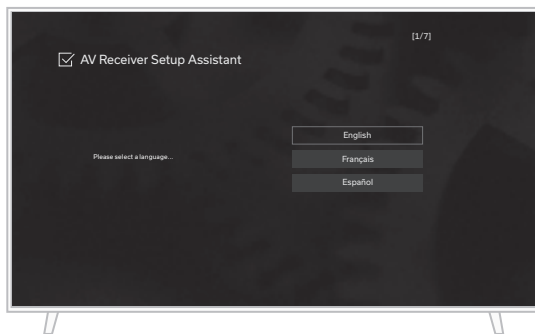 [1/7]
AV Receiver Setup Assistant
English
Please select a language...
Français
Español